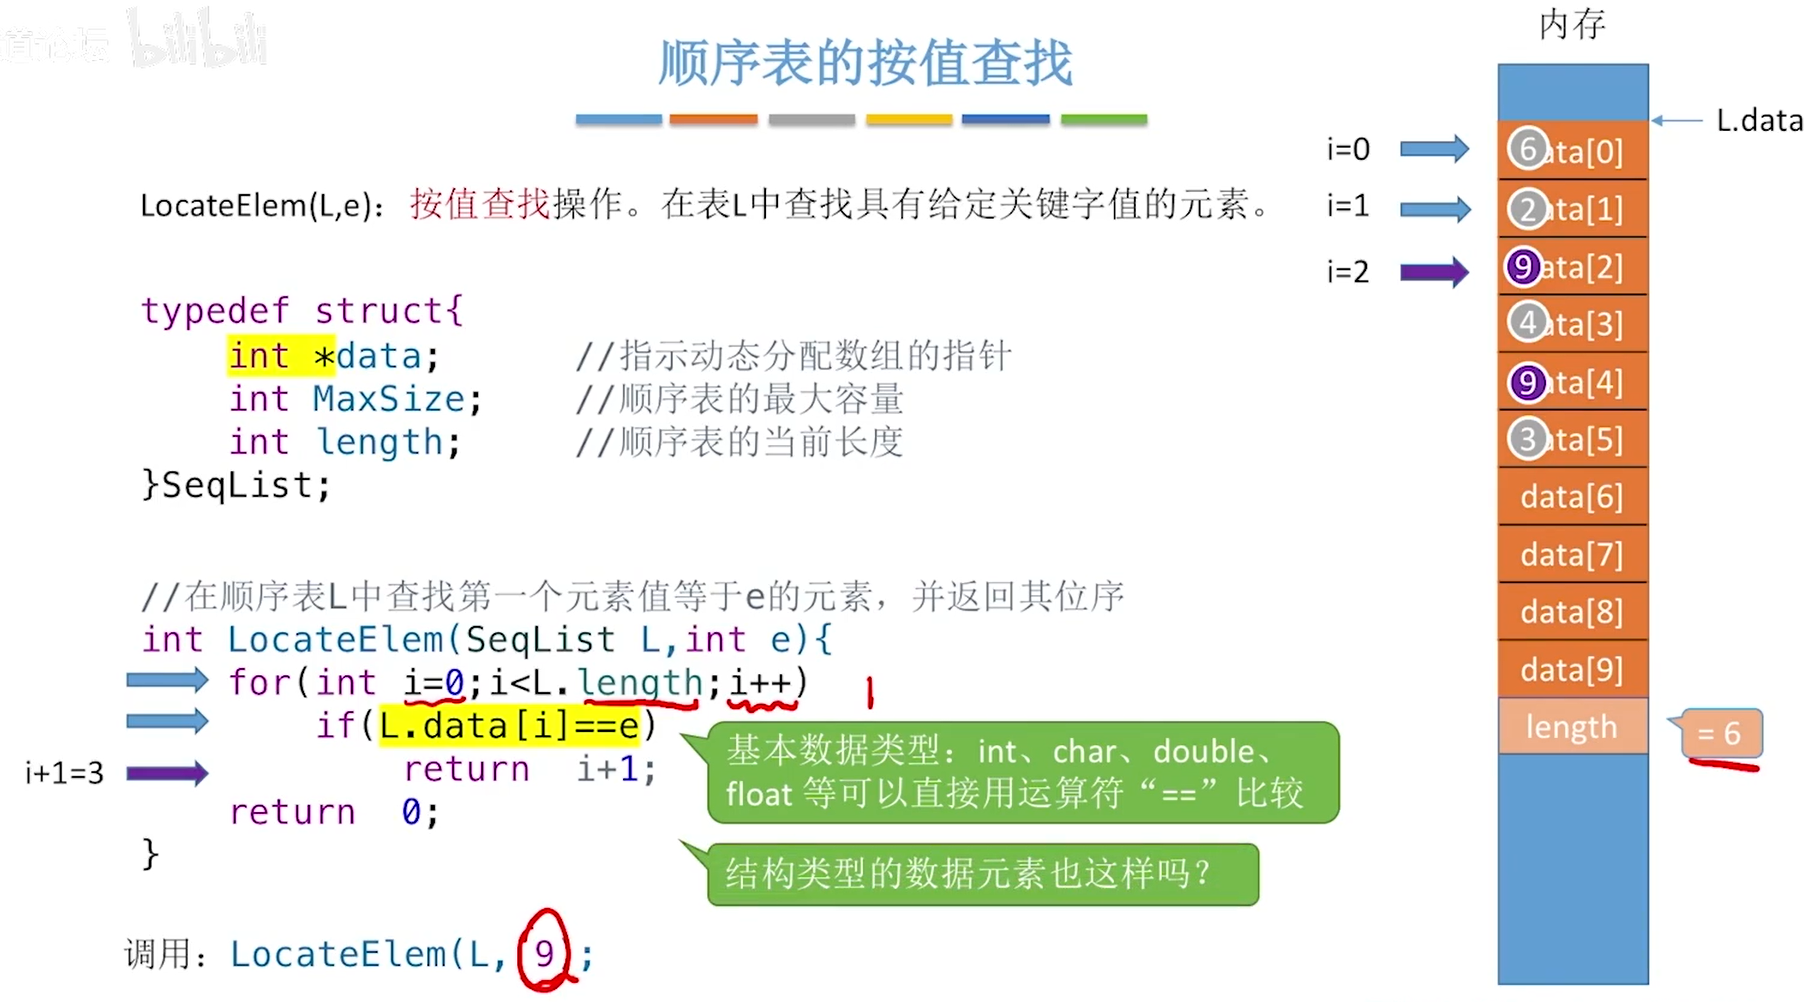 道论坛 bilibili
内存
顺序表的按值查找
L.data
i=0
6 ata[0]
LocateElem(L,e)：按值查找操作。在表L中查找具有给定关键字值的元素。
i=1
2 ata[1]
i=2
9 ata[2]
typedef struct{
4 ata[3]
int *data; //指示动态分配数组的指针
9 ata[4]
int MaxSize; //顺序表的最大容量
int length; //顺序表的当前长度
3 ata[5]
}SeqList;
data[6]
data[7]
//在顺序表L中查找第一个元素值等于e的元素，并返回其位序
data[8]
int LocateElem(SeqList L,int e){
data[9]
for(int i=0;i<L.length;i++)
if(L.data[i]==e)
length
= 6
基本数据类型：int、char、double、
float 等可以直接用运算符“==”比较
i+1=3
return i+1;
return 0;
}
结构类型的数据元素也这样吗？
调用：LocateElem(L, 9 ;